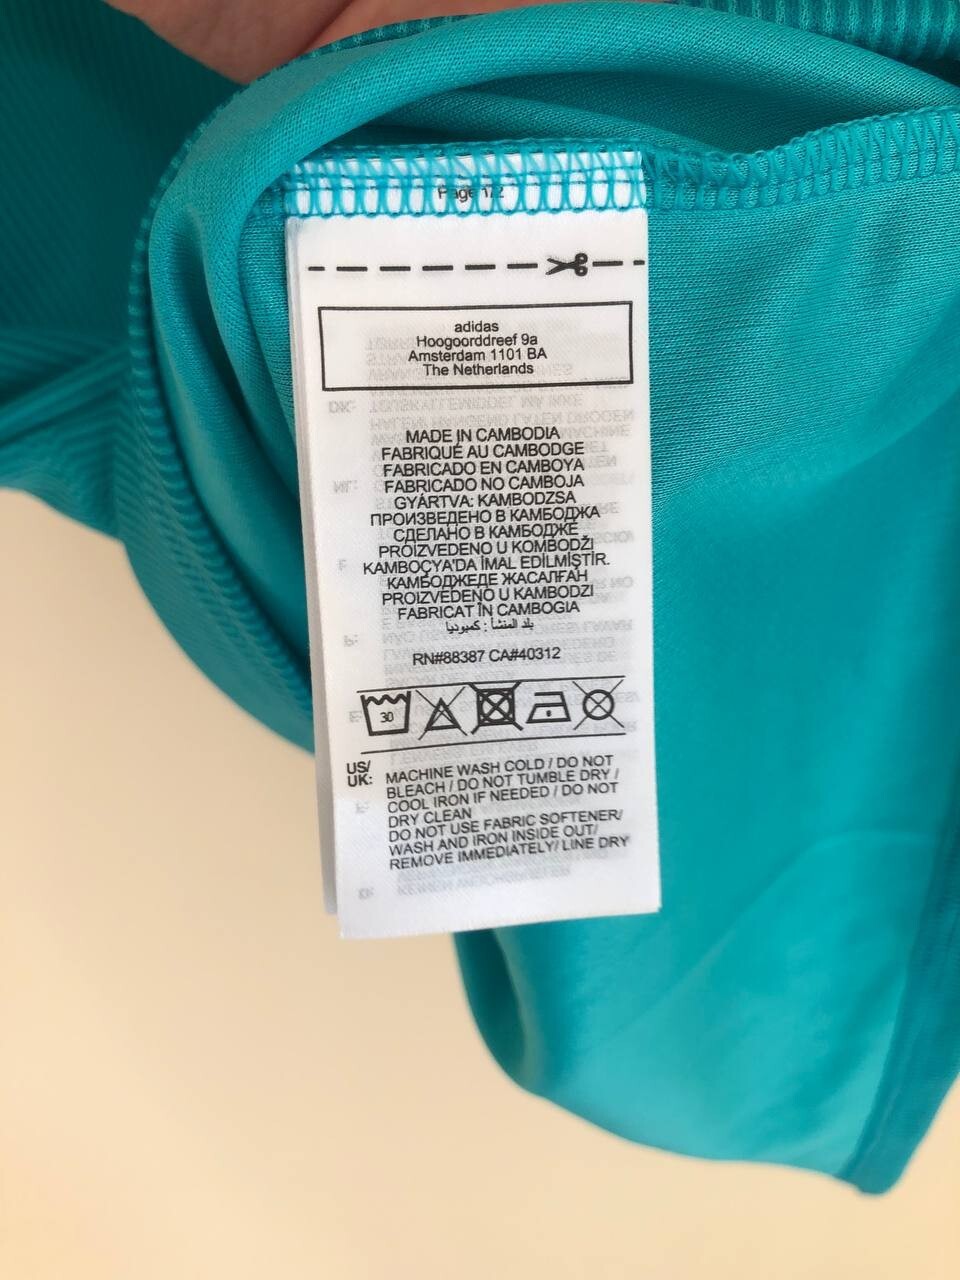 Page 1/2
adidas
Hoogoorddreef 9a
Amsterdam 1101 BA
The Netherlands
MADE IN CAMBODIA
FABRIQUÉ AU CAMBODGE
FABRICADO EN CAMBOYA
FABRICADO NO CAMBOJA
GYÁRTVA: KAMBODZSA
ПРОИЗВЕДЕНО В КАМБОДЖА
СДЕЛАНО В КАМБОДЖЕ
PROIZVEDENO U KOMBODŽI
KAMBOÇYA'DA İMAL EDİLMİŞTİR.
КАМБОДЖЕДЕ ЖАСАЛҒАН
PROIZVEDENO U KAMBODZI
FABRICAT ÎN CAMBOGIA
بلد المنشأ : كمبوديا
RN#88387 CA#40312
30
US/
UK: MACHINE WASH COLD / DO NOT
BLEACH / DO NOT TUMBLE DRY /
COOL IRON IF NEEDED / DO NOT
DRY CLEAN
DO NOT USE FABRIC SOFTENER/
WASH AND IRON INSIDE OUT/
REMOVE IMMEDIATELY/ LINE DRY